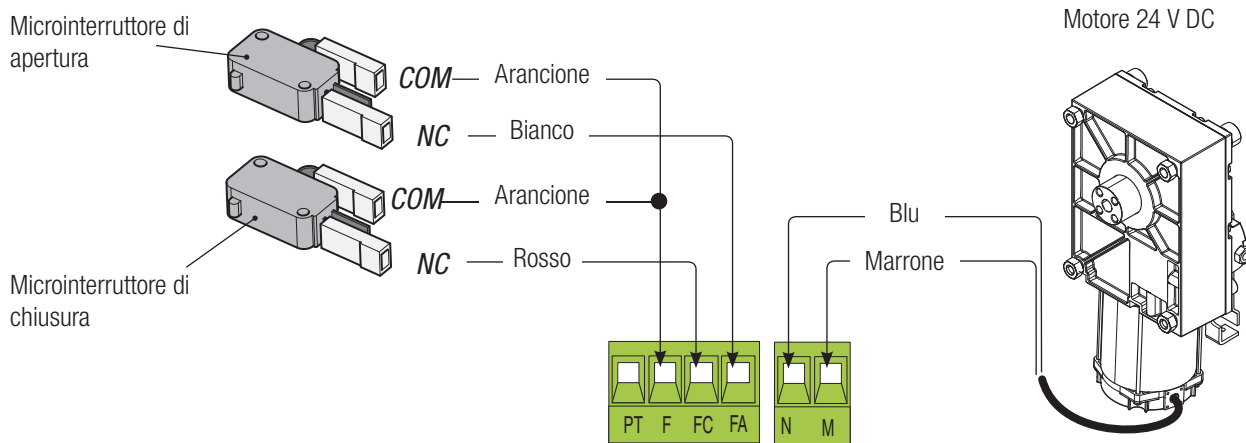 Microinterruttore di
apertura
Motore 24 V DC
COM
Arancione
NC
Bianco
COM
Arancione
NC
Rosso
Microinterruttore di
chiusura
Blu
Marrone
PT F FC FA
N M